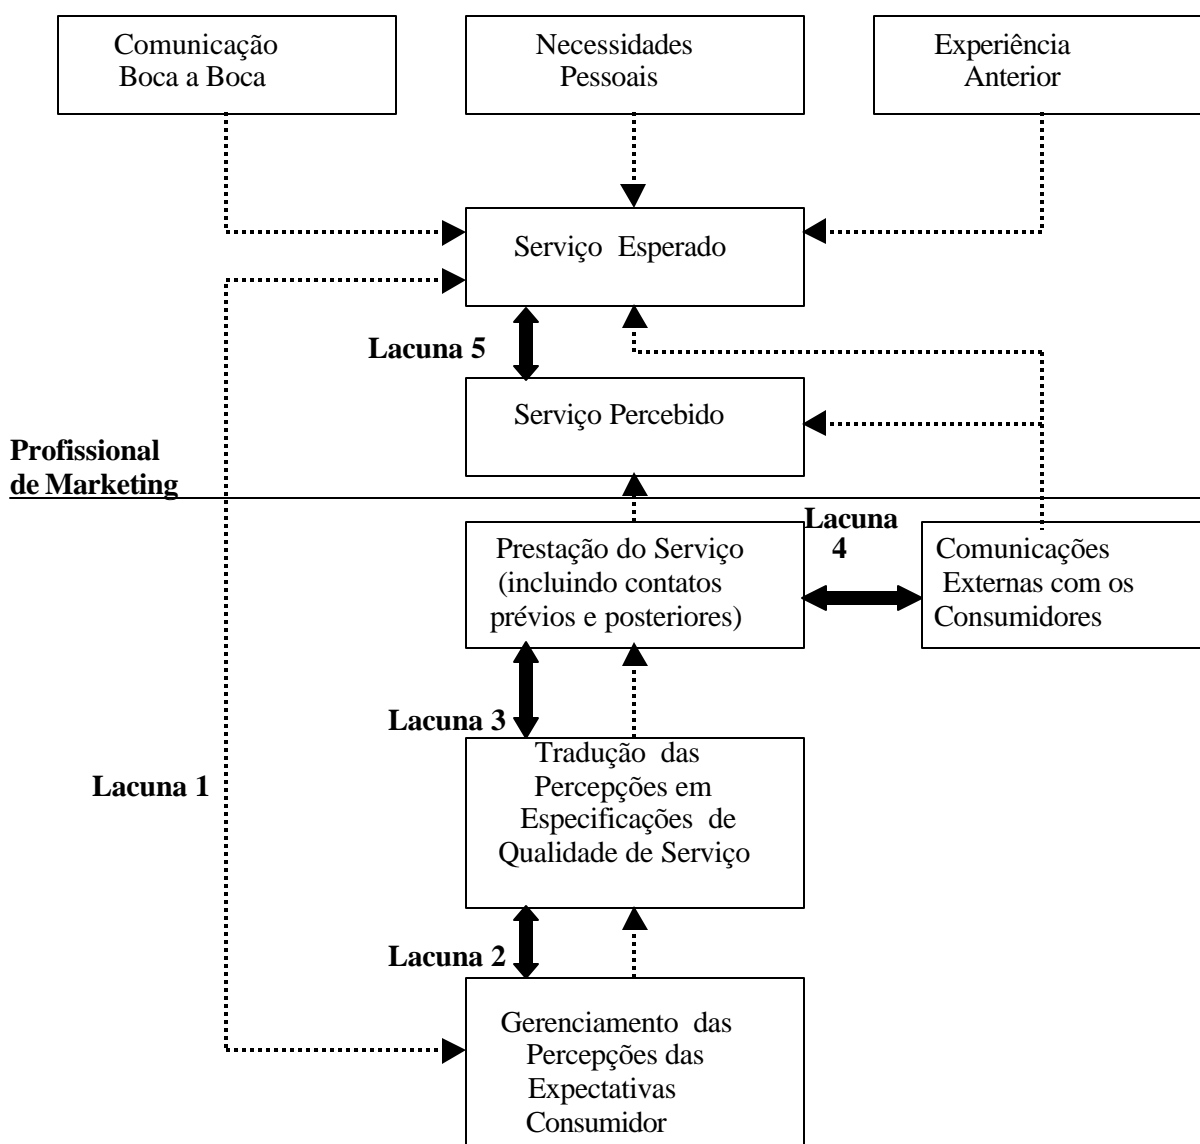 Comunicação
Boca a Boca
Necessidades
Pessoais
Experiência
Anterior
Serviço Esperado
Lacuna 5
Serviço Percebido
Profissional
de Marketing
Prestação do Serviço
(incluindo contatos
prévios e posteriores)
Lacuna
4
Comunicações
Externas com os
Consumidores
Lacuna 3
Tradução das
Percepções em
Especificações de
Qualidade de Serviço
Lacuna 1
Lacuna 2
Gerenciamento das
Percepções das
Expectativas
Consumidor